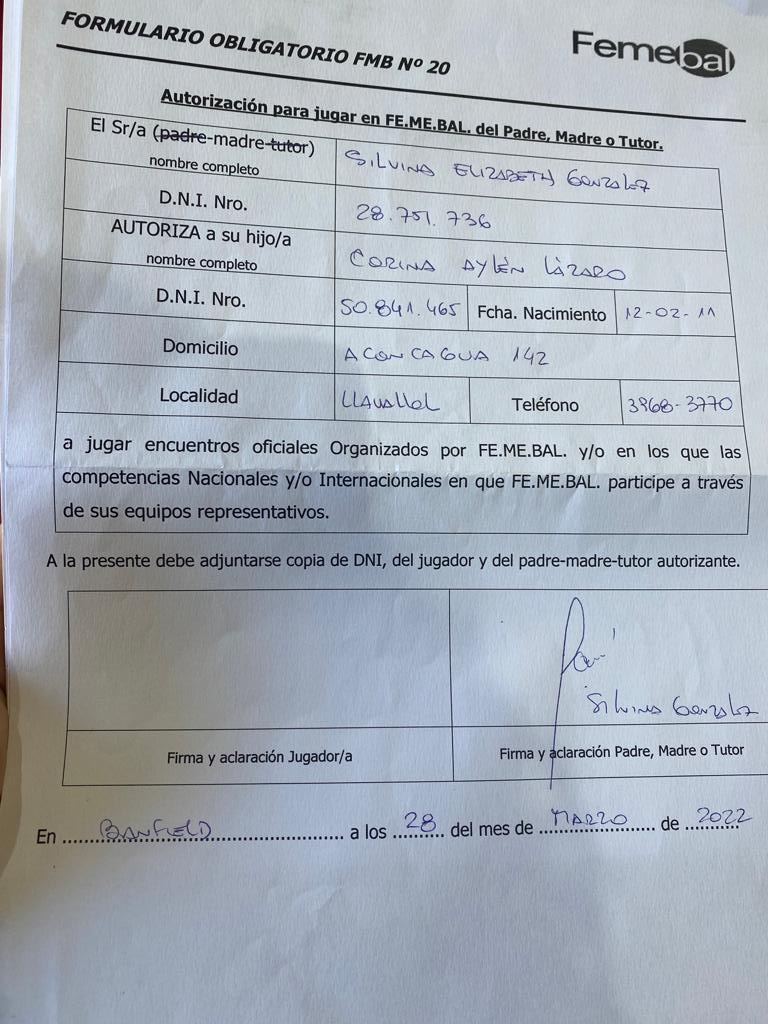 FORMULARIO OBLIGATORIO FMB Nº 20
Femebal
Autorización para jugar en FE.ME.BAL. del Padre, Madre o Tutor.
El Sr/a (padre-madre-tutor)
nombre completo
SILVINA ELIZABETH GONZALEZ
D.N.I. Nro.
28.751.736
AUTORIZA a su hijo/a
nombre completo
CORINA AYLÉN LÁZARO
D.N.I. Nro.
50.841.465
Fcha. Nacimiento
12-02-11
Domicilio
ACONCAGUA 142
Localidad
LLAVALLOL
Teléfono
3968-3770
a jugar encuentros oficiales Organizados por FE.ME.BAL. y/o en los que las
competencias Nacionales y/o Internacionales en que FE.ME.BAL. participe a través
de sus equipos representativos.
A la presente debe adjuntarse copia de DNI, del jugador y del padre-madre-tutor autorizante.
Silvina Gonzalez
Firma y aclaración Jugador/a
Firma y aclaración Padre, Madre o Tutor
En BANFIELD a los 28 del mes de MARZO de 2022